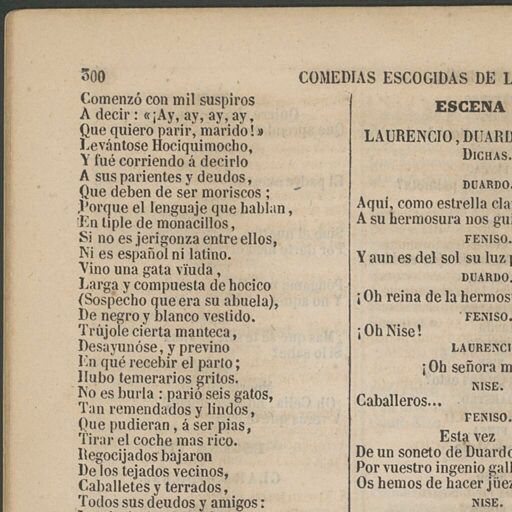 300
COMEDIAS ESCOGIDAS DE
Comenzó con mil suspiros
A decir : «¡Ay, ay, ay, ay,
Que quiero parir, marido!»
Levántose Hociquimocho,
Y fué corriendo á decirlo
A sus parientes y deudos,
Que deben de ser moriscos ;
Porque el lenguaje que hablan,
En tiple de monacillos,
Si no es jerigonza entre ellos,
Ni es español ni latino.
Vino una gata vïuda,
Larga y compuesta de hocico
(Sospecho que era su abuela),
De negro y blanco vestido.
Trújole cierta manteca,
Desayunóse, y previno
En qué recebir el parto ;
Hubo temerarios gritos.
No es burla : parió seis gatos,
Tan remendados y lindos,
Que pudieran , á ser pias,
Tirar el coche mas rico.
Regocijados bajaron
De los tejados vecinos,
Caballetes y terrados,
Todos sus deudos y amigos:
ESCENA
LAURENCIO, DUARD
DICHAS.
DUARDO.
Aquí, como estrella cla
A su hermosura nos gu
FENISO.
Y aun es del sol su luz
DUARDO.
¡Oh reina de la hermos
FENISO.
¡Oh Nise!
LAURENCI
¡Oh señora m
NISE.
Caballeros...
FENISO.
Esta vez
De un soneto de Duard
Por vuestro ingenio gall
Os hemos de hacer jüez
NISE.